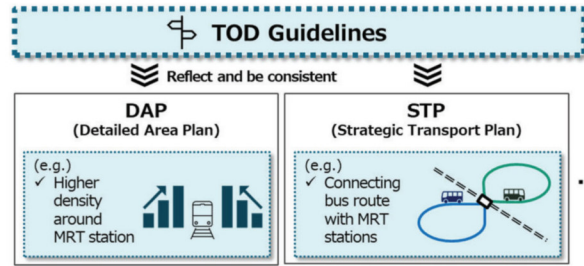 TOD Guidelines
Reflect and be consistent
DAP
(Detailed Area Plan)
(e.g.)
✓ Higher
density
around
MRT station
STP
(Strategic Transport Plan)
(e.g.)
✓ Connecting
bus route
with MRT
stations